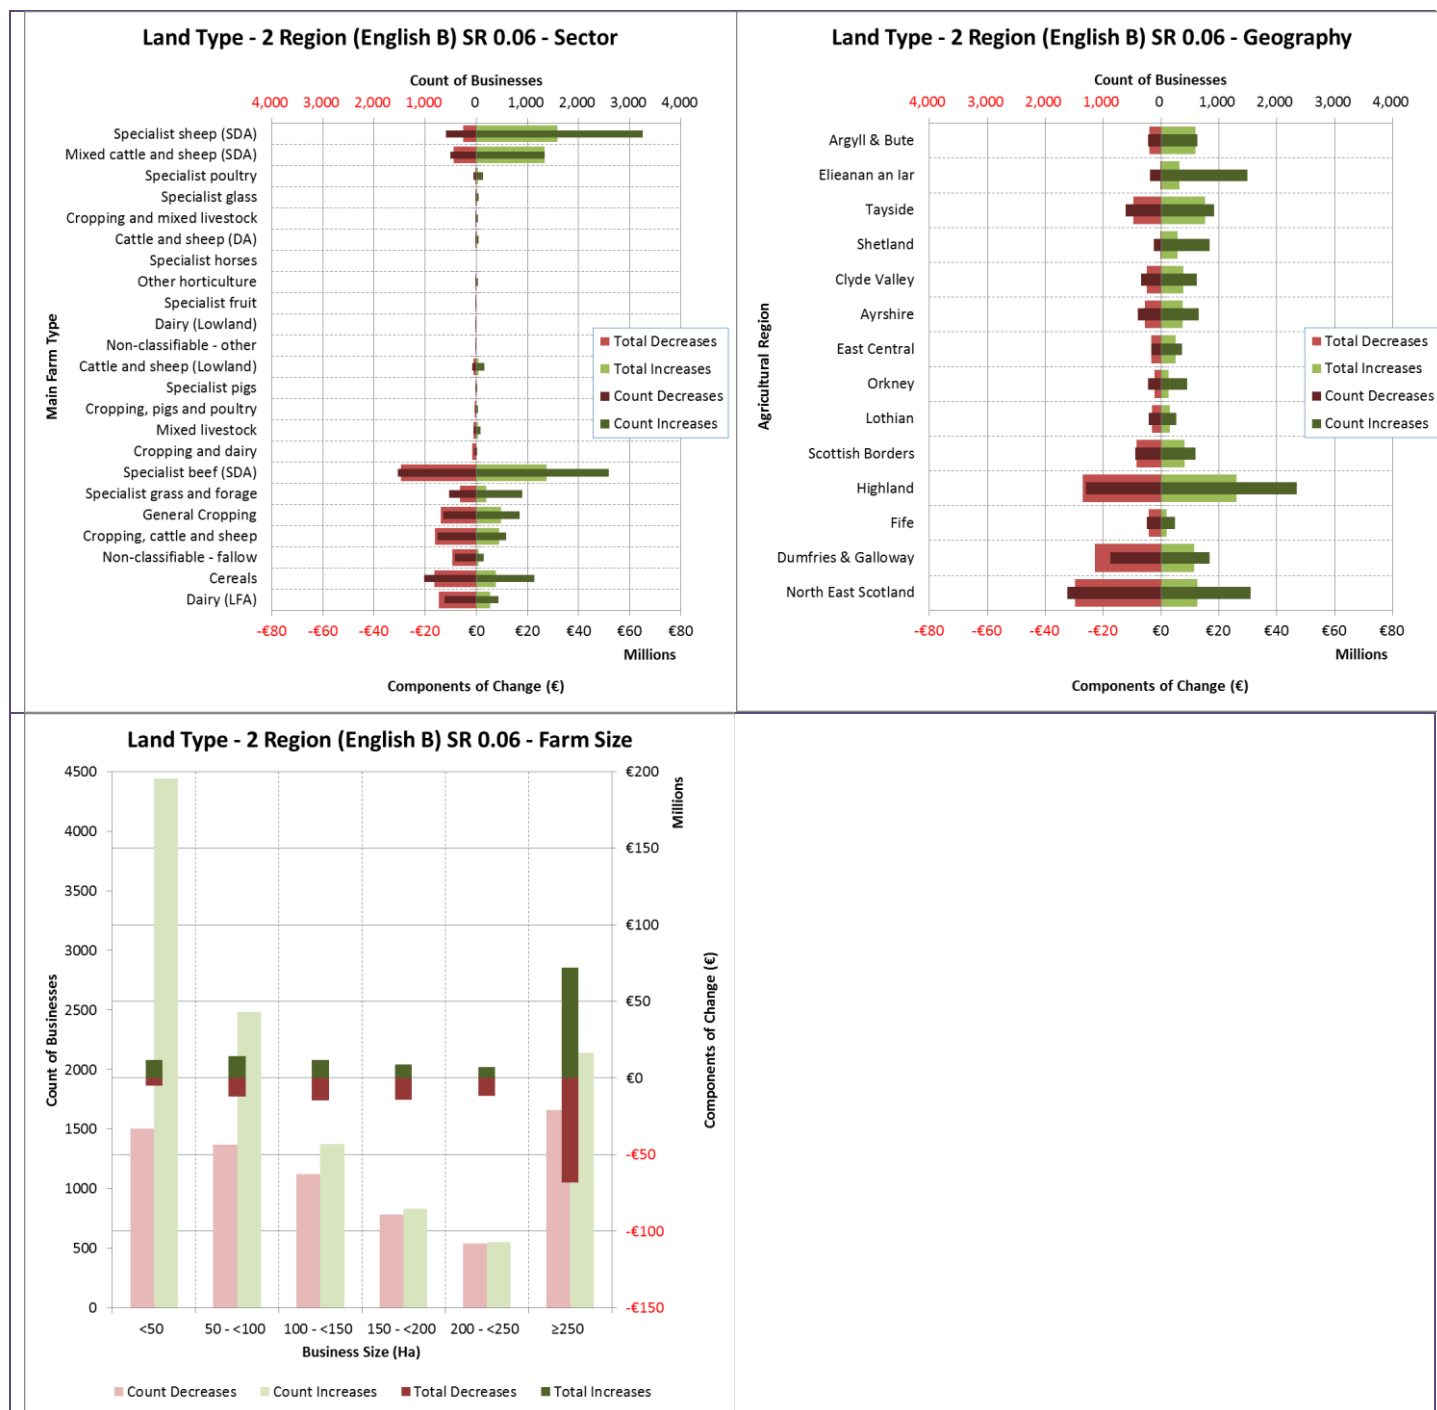 Land Type - 2 Region (English B) SR 0.06 - Sector
Count of Businesses
4,000 3,000 2,000 1,000 0 1,000 2,000 3,000 4,000
Specialist sheep (SDA)
Mixed cattle and sheep (SDA)
Specialist poultry
Specialist glass
Cropping and mixed livestock
Cattle and sheep (DA)
Specialist horses
Other horticulture
Specialist fruit
Dairy (Lowland)
Non-classifiable - other
Cattle and sheep (Lowland)
Specialist pigs
Cropping, pigs and poultry
Mixed livestock
Cropping and dairy
Specialist beef (SDA)
Specialist grass and forage
General Cropping
Cropping, cattle and sheep
Non-classifiable - fallow
Cereals
Dairy (LFA)
Main Farm Type
Total Decreases
Total Increases
Count Decreases
Count Increases
-€80 -€60 -€40 -€20 €0 €20 €40 €60 €80
Millions
Components of Change (€)
Land Type - 2 Region (English B) SR 0.06 - Geography
Count of Businesses
4,000 3,000 2,000 1,000 0 1,000 2,000 3,000 4,000
Argyll & Bute
Elieanan an Iar
Tayside
Shetland
Clyde Valley
Ayrshire
East Central
Orkney
Lothian
Scottish Borders
Highland
Fife
Dumfries & Galloway
North East Scotland
Agricultural Region
Total Decreases
Total Increases
Count Decreases
Count Increases
-€80 -€60 -€40 -€20 €0 €20 €40 €60 €80
Millions
Components of Change (€)
Land Type - 2 Region (English B) SR 0.06 - Farm Size
4500
4000
3500
3000
2500
2000
1500
1000
500
0
Count of Businesses
€200
€150
€100
€50
€0
-€50
-€100
-€150
Millions
Components of Change (€)
<50 50 - <100 100 - <150 150 - <200 200 - <250 ≥250
Business Size (Ha)
Count Decreases Count Increases Total Decreases Total Increases